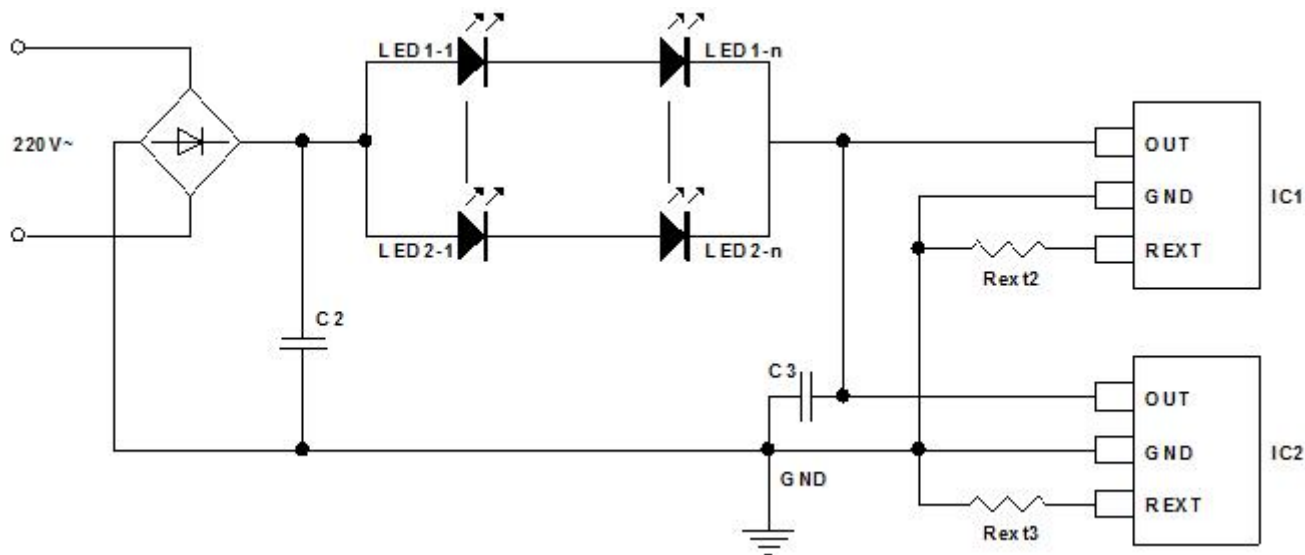 LED1-1
LED1-n
220V~
OUT
GND
IC1
REXT
Rext2
LED2-1
LED2-n
C2
C3
OUT
GND
IC2
GND
REXT
Rext3